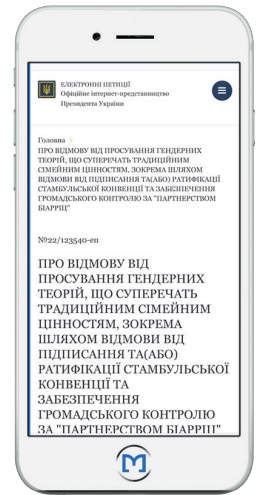 ЕЛЕКТРОННІ ПЕТИЦІЇ
Офіційне інтернет-представництво
Президента України
Головна
ПРО ВІДМОВУ ВІД ПРОСУВАННЯ ГЕНДЕРНИХ
ТЕОРІЙ, ЩО СУПЕРЕЧАТЬ ТРАДИЦІЙНИМ
СІМЕЙНИМ ЦІННОСТЯМ, ЗОКРЕМА ШЛЯХОМ
ВІДМОВИ ВІД ПІДПИСАННЯ ТА(АБО) РАТИФІКАЦІЇ
СТАМБУЛЬСЬКОЇ КОНВЕНЦІЇ ТА ЗАБЕЗПЕЧЕННЯ
ГРОМАДСЬКОГО КОНТРОЛЮ ЗА "ПАРТНЕРСТВОМ
БІАРРІЦ"
№22/123540-еп
ПРО ВІДМОВУ ВІД
ПРОСУВАННЯ ГЕНДЕРНИХ
ТЕОРІЙ, ЩО СУПЕРЕЧАТЬ
ТРАДИЦІЙНИМ СІМЕЙНИМ
ЦІННОСТЯМ, ЗОКРЕМА
ШЛЯХОМ ВІДМОВИ ВІД
ПІДПИСАННЯ ТА(АБО)
РАТИФІКАЦІЇ СТАМБУЛЬСЬКОЇ
КОНВЕНЦІЇ ТА
ЗАБЕЗПЕЧЕННЯ
ГРОМАДСЬКОГО КОНТРОЛЮ
ЗА "ПАРТНЕРСТВОМ БІАРРІЦ"